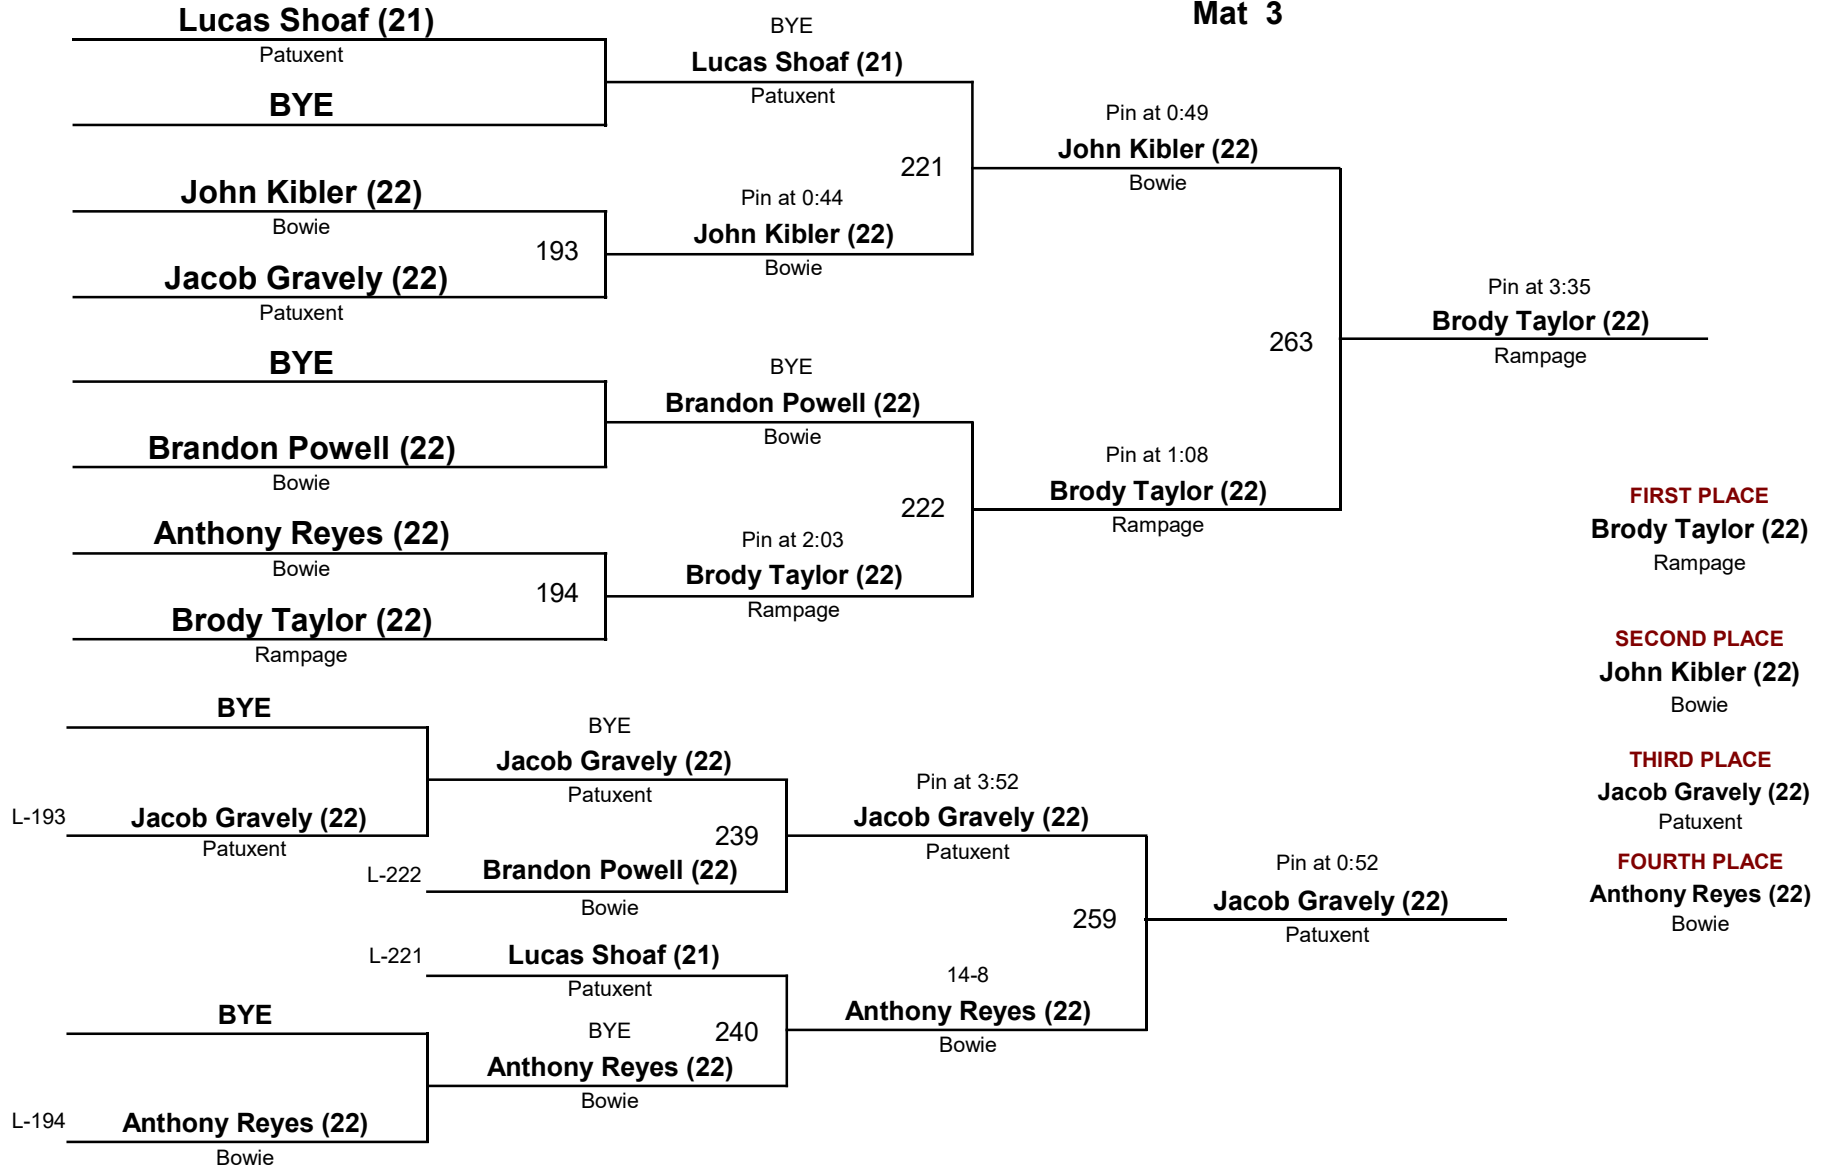 Mat 3
Lucas Shoaf (21)
Patuxent
BYE
John Kibler (22)
Bowie
193
Jacob Gravely (22)
Patuxent
BYE
Brandon Powell (22)
Bowie
Anthony Reyes (22)
Bowie
194
Brody Taylor (22)
Rampage
BYE
Lucas Shoaf (21)
Patuxent
221
Pin at 0:44
John Kibler (22)
Bowie
BYE
Brandon Powell (22)
Bowie
222
Pin at 2:03
Brody Taylor (22)
Rampage
Pin at 0:49
John Kibler (22)
Bowie
263
Pin at 1:08
Brody Taylor (22)
Rampage
Pin at 3:35
Brody Taylor (22)
Rampage
BYE
L-193
Jacob Gravely (22)
Patuxent
BYE
L-194
Anthony Reyes (22)
Bowie
BYE
Jacob Gravely (22)
Patuxent
239
L-222
Brandon Powell (22)
Bowie
L-221
Lucas Shoaf (21)
Patuxent
BYE
240
Anthony Reyes (22)
Bowie
Pin at 3:52
Jacob Gravely (22)
Patuxent
259
14-8
Anthony Reyes (22)
Bowie
Pin at 0:52
Jacob Gravely (22)
Patuxent
FIRST PLACE
Brody Taylor (22)
Rampage
SECOND PLACE
John Kibler (22)
Bowie
THIRD PLACE
Jacob Gravely (22)
Patuxent
FOURTH PLACE
Anthony Reyes (22)
Bowie